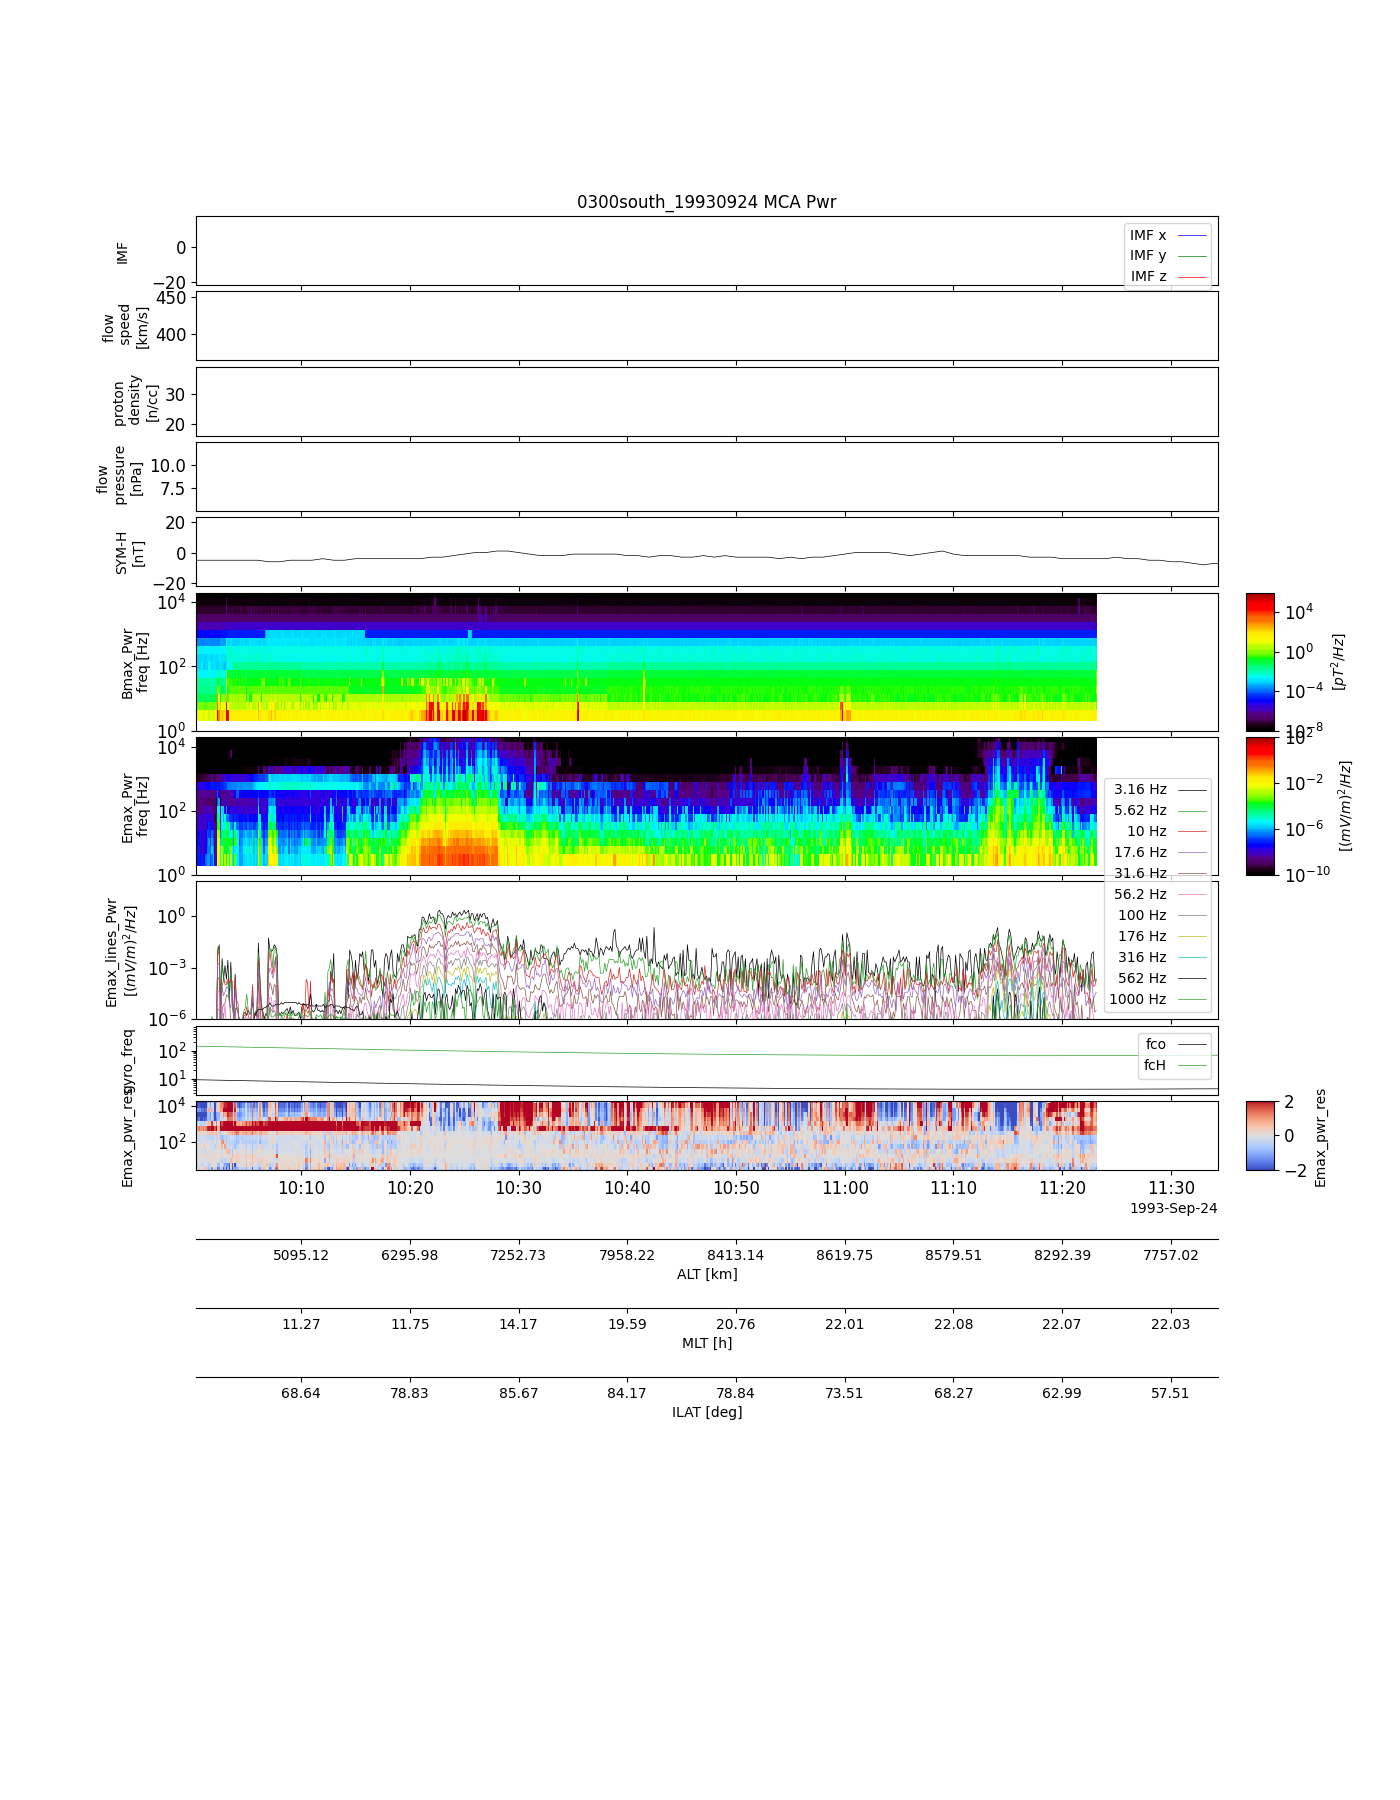 0300south_19930924 MCA Pwr
IMF
0
−20
IMF x
IMF y
IMF z
flow
speed
[km/s]
450
400
proton
density
[n/cc]
30
20
flow
pressure
[nPa]
10.0
7.5
SYM-H
[nT]
20
0
−20
Bmax_Pwr
freq [Hz]
10^4
10^2
10^0
10^4
10^0
10^-4
10^-8
[pT^2/Hz]
Emax_Pwr
freq [Hz]
10^4
10^2
10^0
10^2
10^-2
10^-6
10^-10
[(mV/m)^2/Hz]
3.16 Hz
5.62 Hz
10 Hz
17.6 Hz
31.6 Hz
56.2 Hz
100 Hz
176 Hz
316 Hz
562 Hz
1000 Hz
Emax_lines_Pwr
[(mV/m)^2/Hz]
10^0
10^-3
10^-6
gyro_freq
10^2
10^1
fco
fcH
Emax_pwr_res
10^4
10^2
2
0
−2
Emax_pwr_res
10:10 10:20 10:30 10:40 10:50 11:00 11:10 11:20 11:30
1993-Sep-24
5095.12 6295.98 7252.73 7958.22 8413.14 8619.75 8579.51 8292.39 7757.02
ALT [km]
11.27 11.75 14.17 19.59 20.76 22.01 22.08 22.07 22.03
MLT [h]
68.64 78.83 85.67 84.17 78.84 73.51 68.27 62.99 57.51
ILAT [deg]